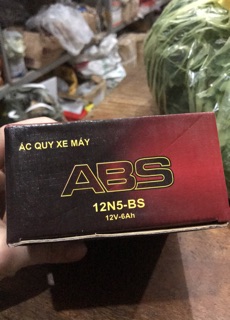 ẮC QUY XE MÁY
ABS
12N5-BS
12V-6Ah